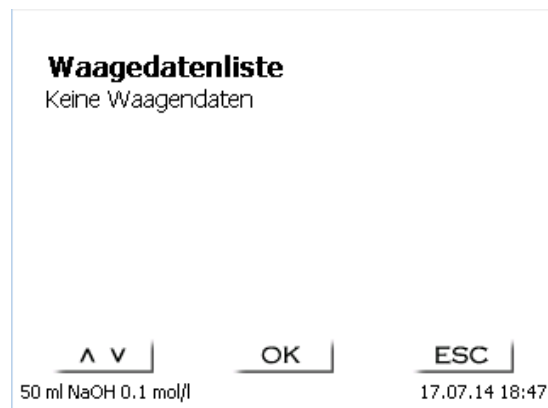 Waagedatenliste
Keine Waagendaten
∧ ∨ OK ESC
50 ml NaOH 0.1 mol/l 17.07.14 18:47